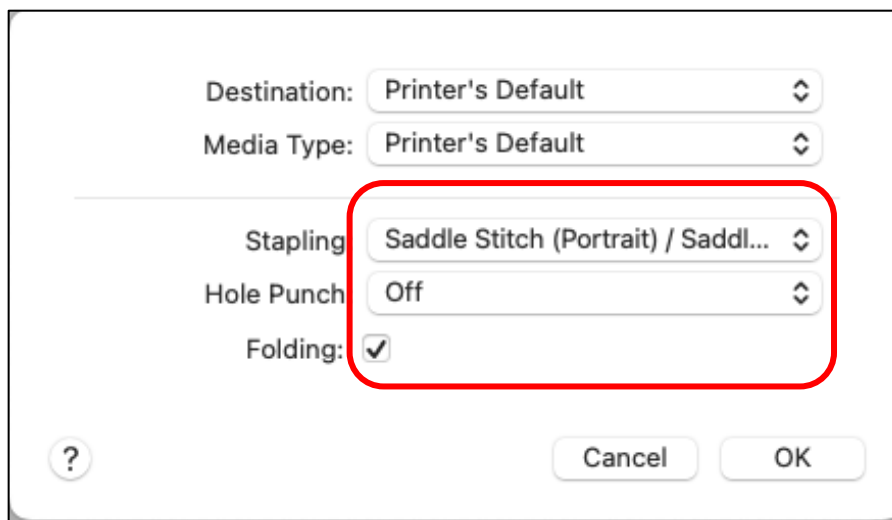 Destination: Printer's Default
Media Type: Printer's Default
Stapling Saddle Stitch (Portrait) / Saddl...
Hole Punch Off
Folding:
? Cancel OK